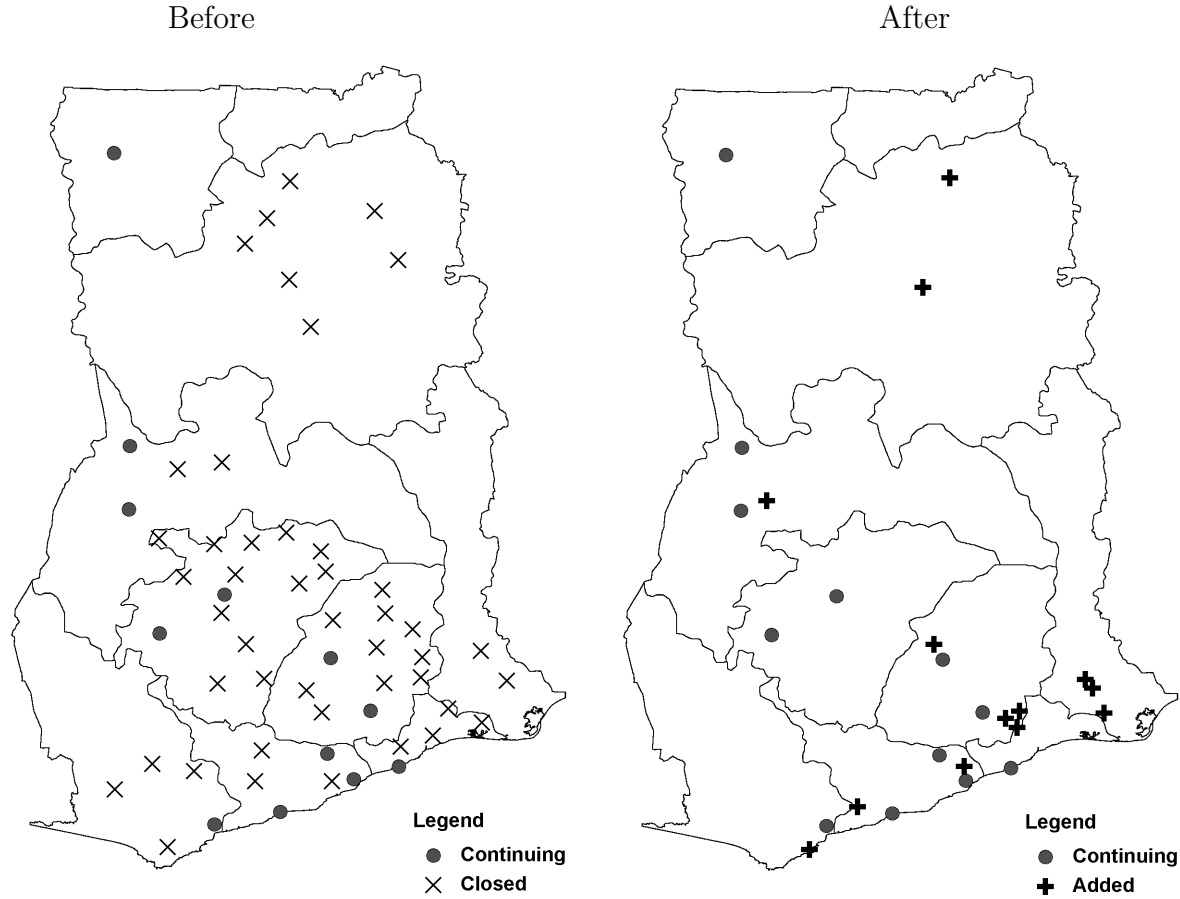 Before
After
Legend
Continuing
Closed
Legend
Continuing
Added